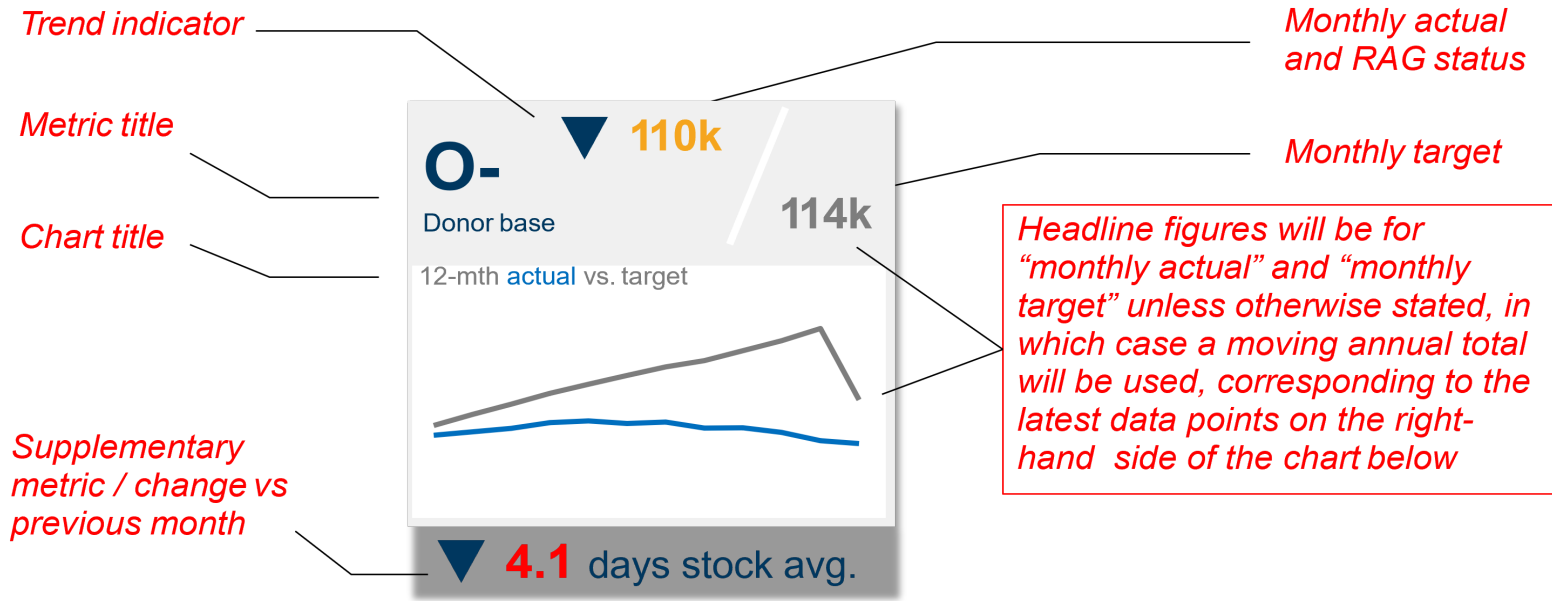 Trend indicator
Monthly actual
and RAG status
Metric title
Monthly target
Chart title
O-
110k
114k
Donor base
12-mth actual vs. target
Headline figures will be for
“monthly actual” and “monthly
target” unless otherwise stated, in
which case a moving annual total
will be used, corresponding to the
latest data points on the right-
hand side of the chart below
Supplementary
metric / change vs
previous month
4.1 days stock avg.